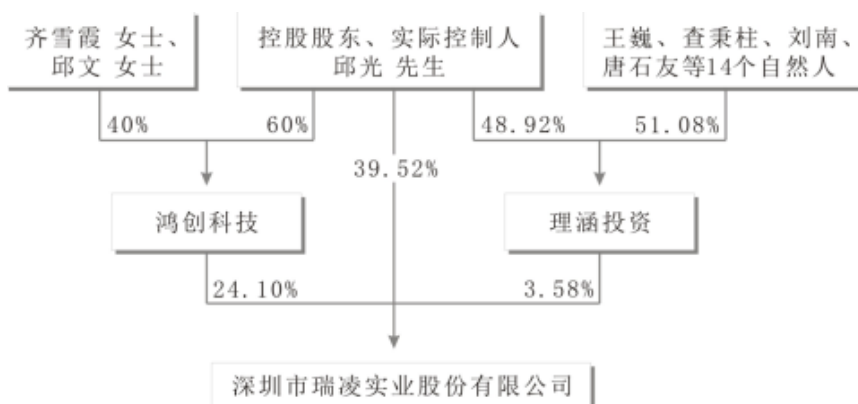 齐雪霞 女士、
邱文 女士
控股股东、实际控制人
邱光 先生
王巍、查秉柱、刘南、
唐石友等14个自然人
40%
60%
48.92%
51.08%
39.52%
鸿创科技
理涵投资
24.10%
3.58%
深圳市瑞凌实业股份有限公司